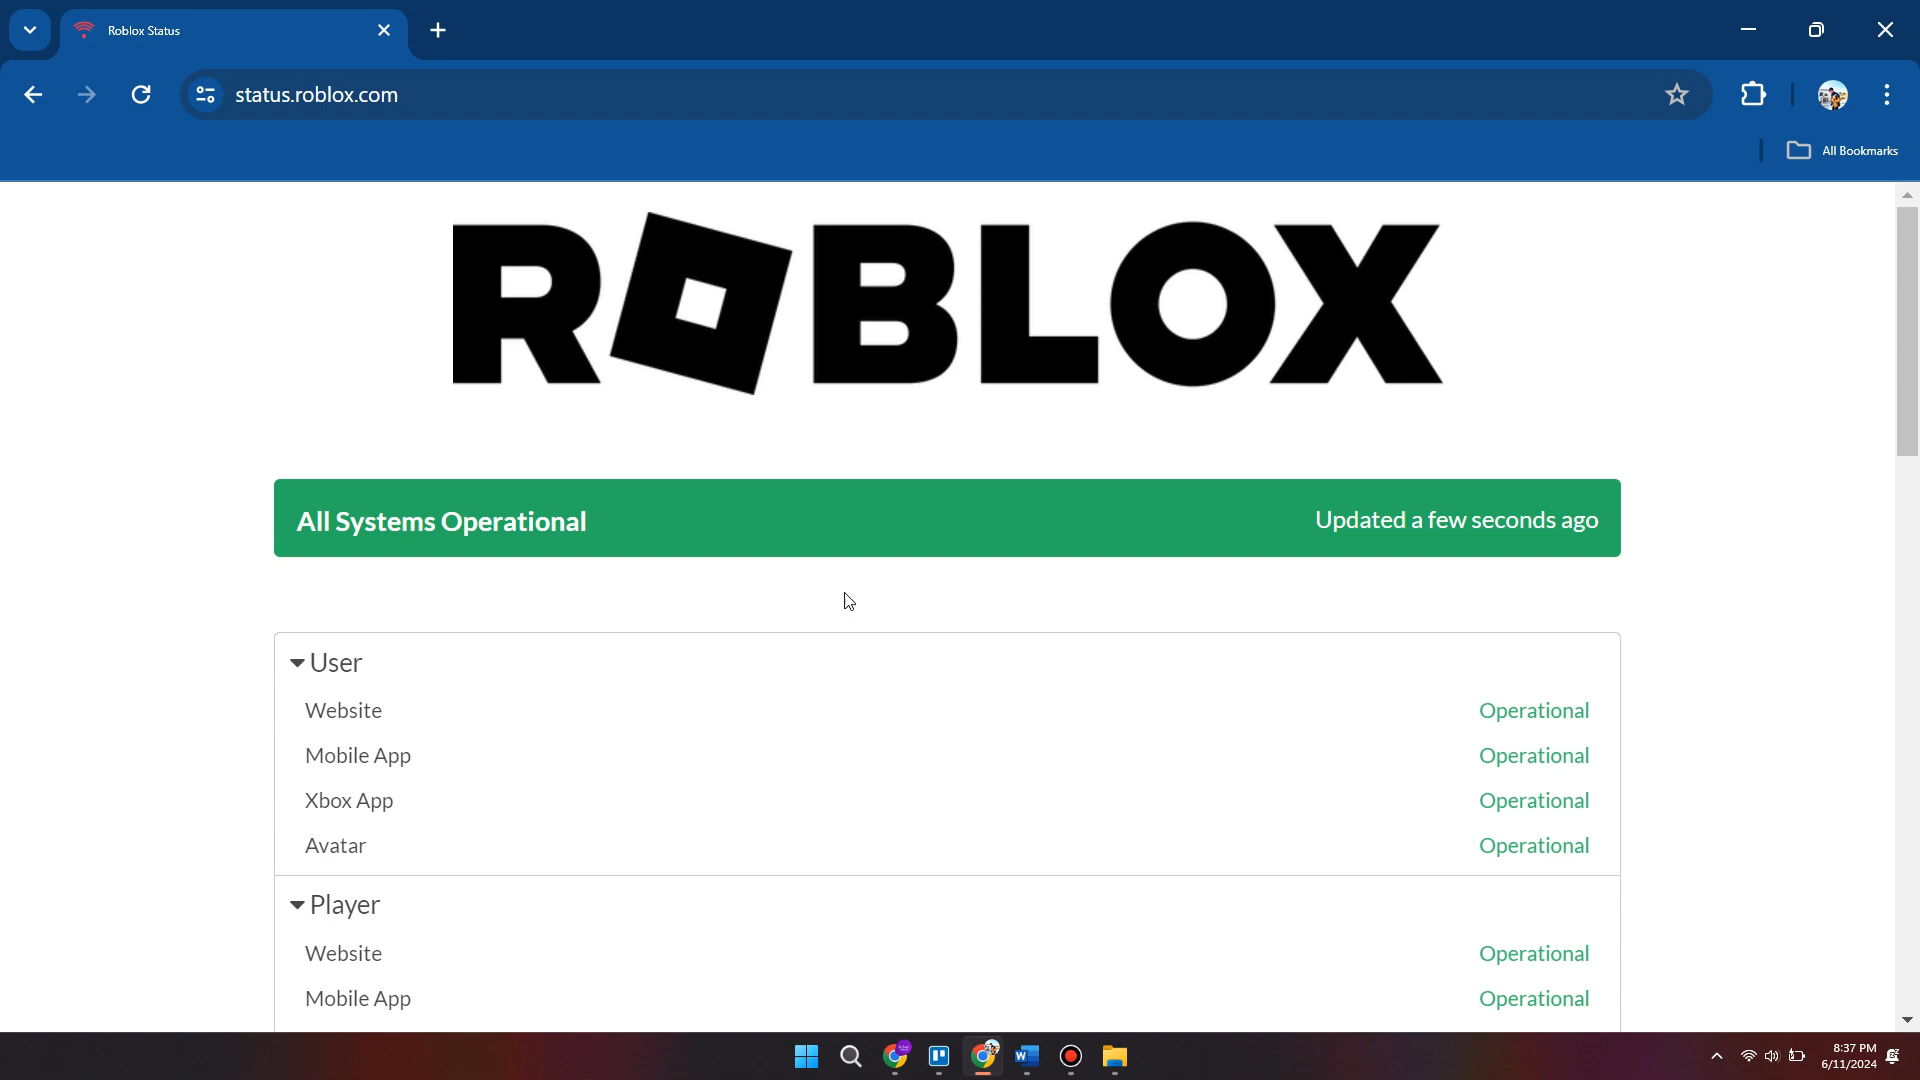 Roblox Status
status.roblox.com
All Bookmarks
ROBLOX
All Systems Operational
Updated a few seconds ago
User
Website Operational
Mobile App Operational
Xbox App Operational
Avatar Operational
Player
Website Operational
Mobile App Operational
8:37 PM
6/11/2024